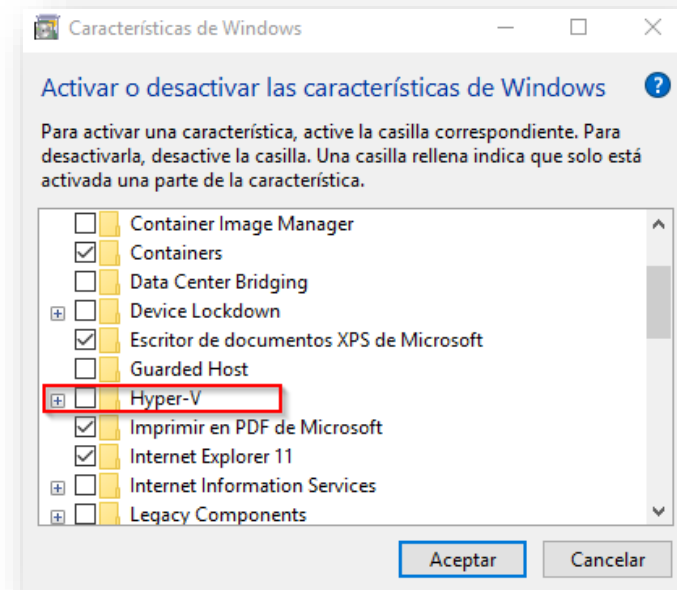 Características de Windows
Activar o desactivar las características de Windows
?
Para activar una característica, active la casilla correspondiente. Para
desactivarla, desactive la casilla. Una casilla rellena indica que solo está
activada una parte de la característica.
Container Image Manager
Containers
Data Center Bridging
Device Lockdown
Escritor de documentos XPS de Microsoft
Guarded Host
Hyper-V
Imprimir en PDF de Microsoft
Internet Explorer 11
Internet Information Services
Legacy Components
Aceptar
Cancelar